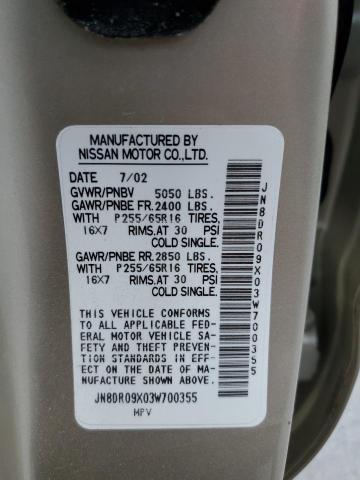 MANUFACTURED BY
NISSAN MOTOR CO.,LTD.
DATE 7/02
GVWR/PNBV 5050 LBS.
GAWR/PNBE FR.2400 LBS.
WITH P255/65R16 TIRES,
16X7 RIMS.AT 30 PSI
COLD SINGLE.
GAWR/PNBE RR.2850 LBS.
WITH P255/65R16 TIRES,
16X7 RIMS.AT 30 PSI
COLD SINGLE.
THIS VEHICLE CONFORMS
TO ALL APPLICABLE FED-
ERAL MOTOR VEHICLE SA-
FETY AND THEFT PREVEN-
TION STANDARDS IN EFF-
ECT ON THE DATE OF MA-
NUFACTURE SHOWN ABOVE.
JN8DR09X03W700355
MPV
JN8DR09X03W700355